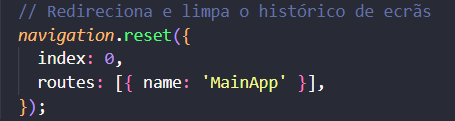 // Redireciona e limpa o histórico de ecrãs
navigation.reset({
  index: 0,
  routes: [{ name: 'MainApp' }],
});